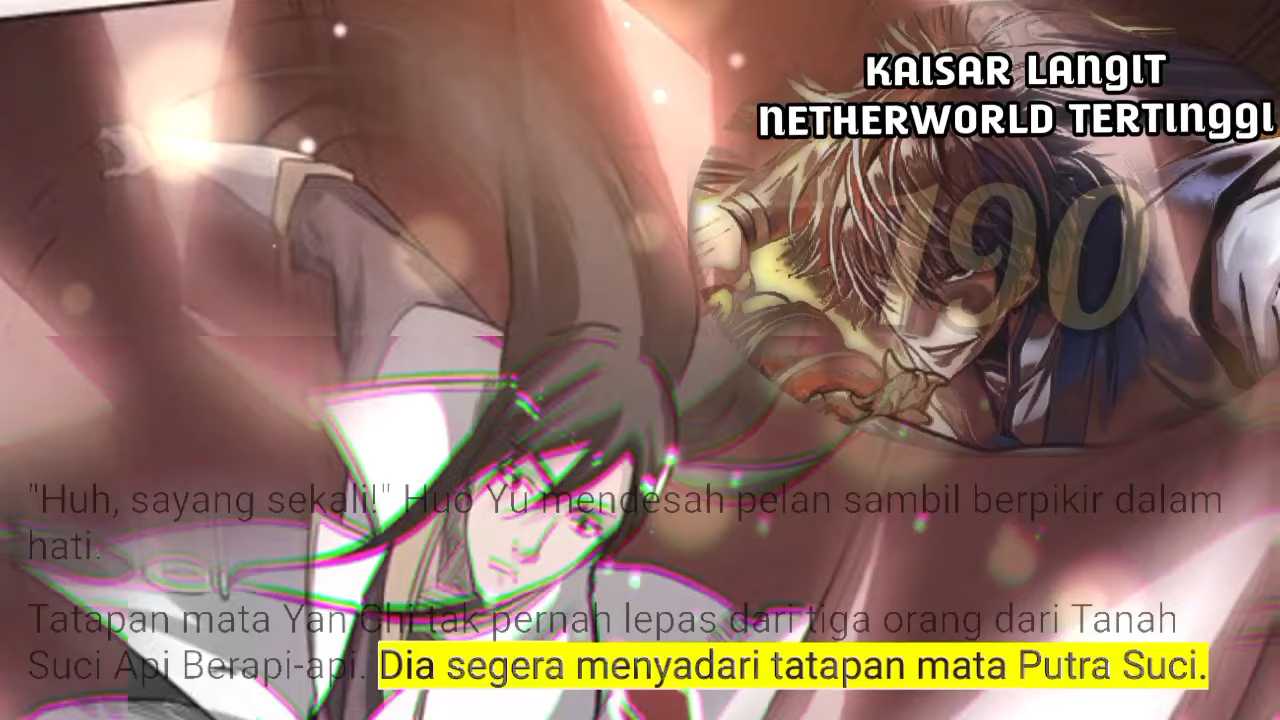 KAISAR LANGIT
NETHERWORLD TERTINGGI
190
"Huh, sayang sekali!" Huo Yu mendesah pelan sambil berpikir dalam
hati.
Tatapan mata Yan Chi tak pernah lepas dari tiga orang dari Tanah
Suci Api Berapi-api. Dia segera menyadari tatapan mata Putra Suci.